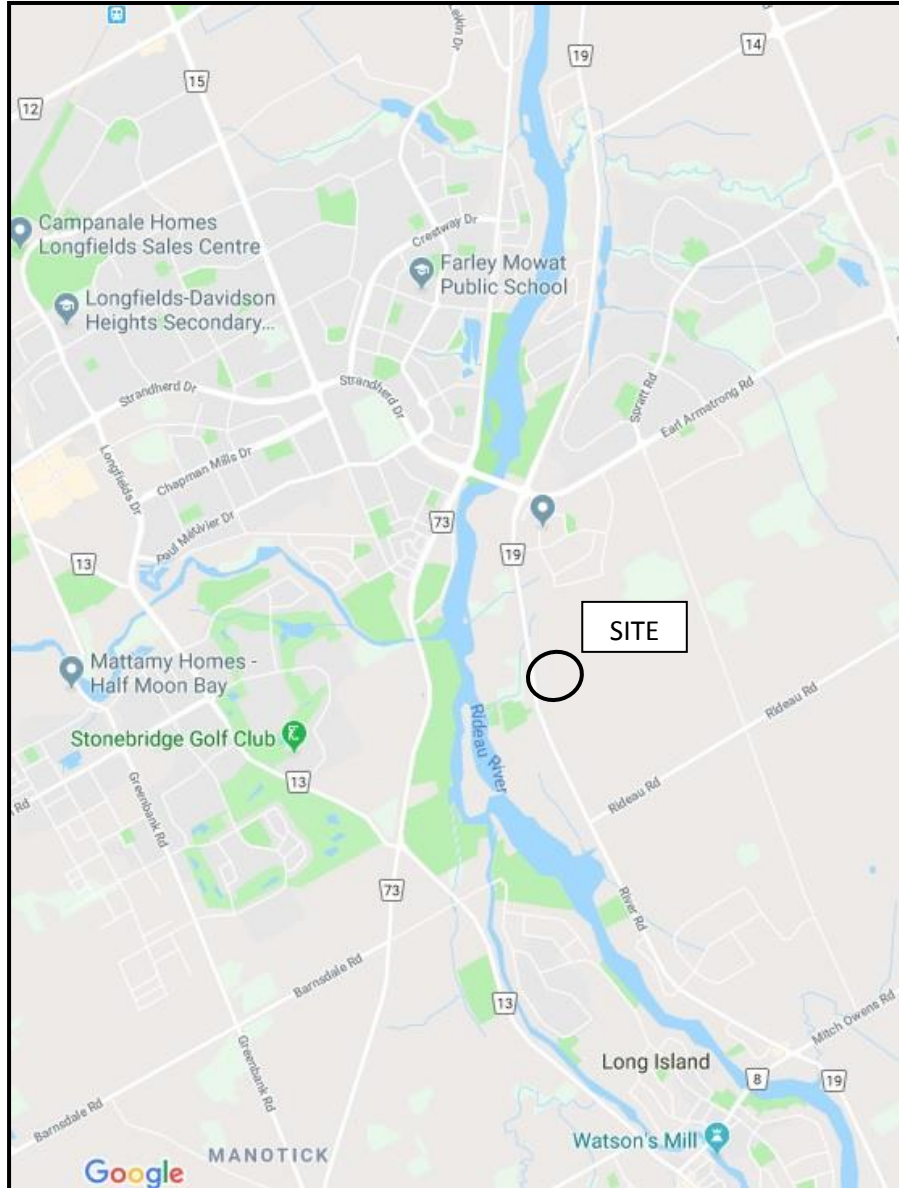 Leikin Dr
19
14
15
12
Campanale Homes
Longfields Sales Centre
Crestway Dr
Farley Mowat
Public School
Longfields-Davidson
Heights Secondary...
Strandherd Dr
Strandherd Dr
Spratt Rd
Earl Armstrong Rd
Longfields Dr
Chapman Mills Dr
Paul Métivier Dr
73
19
13
SITE
Mattamy Homes -
Half Moon Bay
Rideau River
Rideau Rd
Stonebridge Golf Club
13
Rd
Greenbank Rd
Rideau Rd
73
River Rd
Barnsdale Rd
13
Mitch Owens Rd
Long Island
8
19
Greenbank Rd
Barnsdale Rd
Watson's Mill
MANOTICK
Google